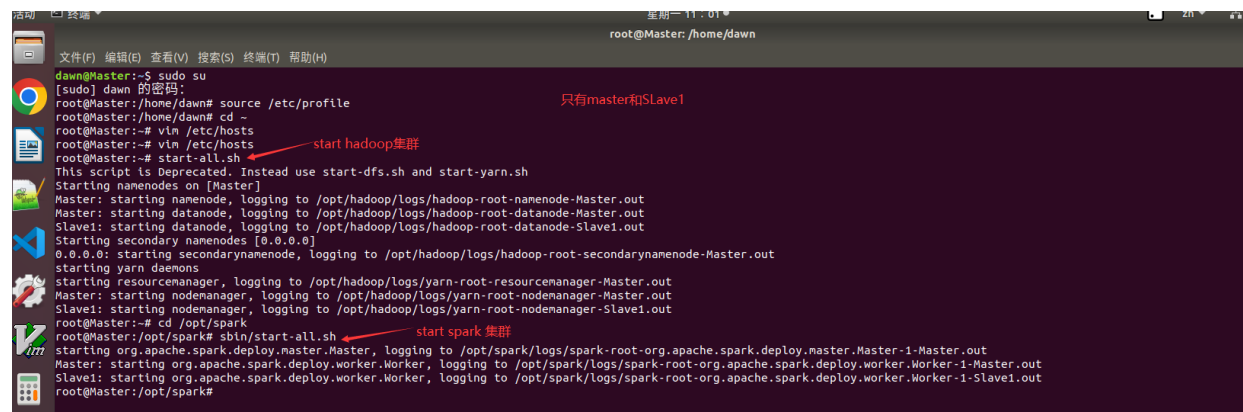 活动 终端 星期一 11:01 zh
root@Master: /home/dawn
文件(F) 编辑(E) 查看(V) 搜索(S) 终端(T) 帮助(H)
dawn@Master:~$ sudo su
[sudo] dawn 的密码:
root@Master:/home/dawn# source /etc/profile
只有master和SLave1
root@Master:/home/dawn# cd ~
root@Master:~# vim /etc/hosts
root@Master:~# vim /etc/hosts
start hadoop集群
root@Master:~# start-all.sh
This script is Deprecated. Instead use start-dfs.sh and start-yarn.sh
Starting namenodes on [Master]
Master: starting namenode, logging to /opt/hadoop/logs/hadoop-root-namenode-Master.out
Master: starting datanode, logging to /opt/hadoop/logs/hadoop-root-datanode-Master.out
Slave1: starting datanode, logging to /opt/hadoop/logs/hadoop-root-datanode-Slave1.out
Starting secondary namenodes [0.0.0.0]
0.0.0.0: starting secondarynamenode, logging to /opt/hadoop/logs/hadoop-root-secondarynamenode-Master.out
starting yarn daemons
starting resourcemanager, logging to /opt/hadoop/logs/yarn-root-resourcemanager-Master.out
Master: starting nodemanager, logging to /opt/hadoop/logs/yarn-root-nodemanager-Master.out
Slave1: starting nodemanager, logging to /opt/hadoop/logs/yarn-root-nodemanager-Slave1.out
root@Master:~# cd /opt/spark
root@Master:/opt/spark# sbin/start-all.sh
start spark 集群
starting org.apache.spark.deploy.master.Master, logging to /opt/spark/logs/spark-root-org.apache.spark.deploy.master.Master-1-Master.out
Master: starting org.apache.spark.deploy.worker.Worker, logging to /opt/spark/logs/spark-root-org.apache.spark.deploy.worker.Worker-1-Master.out
Slave1: starting org.apache.spark.deploy.worker.Worker, logging to /opt/spark/logs/spark-root-org.apache.spark.deploy.worker.Worker-1-Slave1.out
root@Master:/opt/spark#
Vim